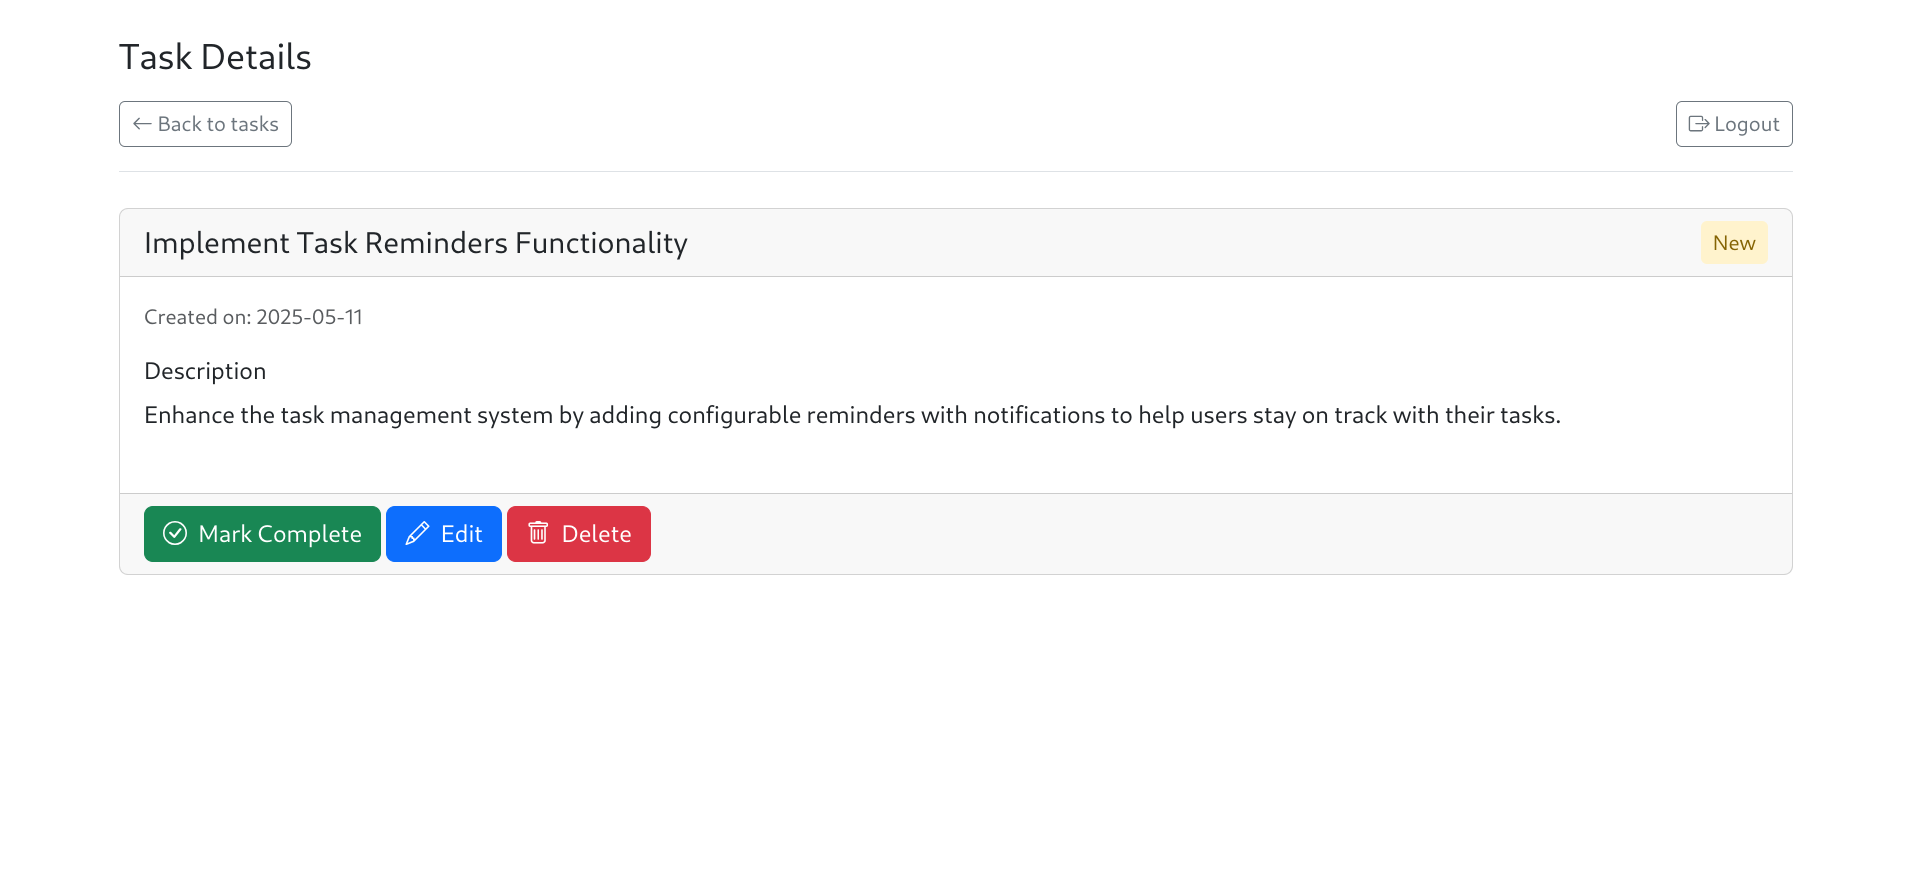 Task Details
Back to tasks
Logout
Implement Task Reminders Functionality
New
Created on: 2025-05-11
Description
Enhance the task management system by adding configurable reminders with notifications to help users stay on track with their tasks.
Mark Complete
Edit
Delete